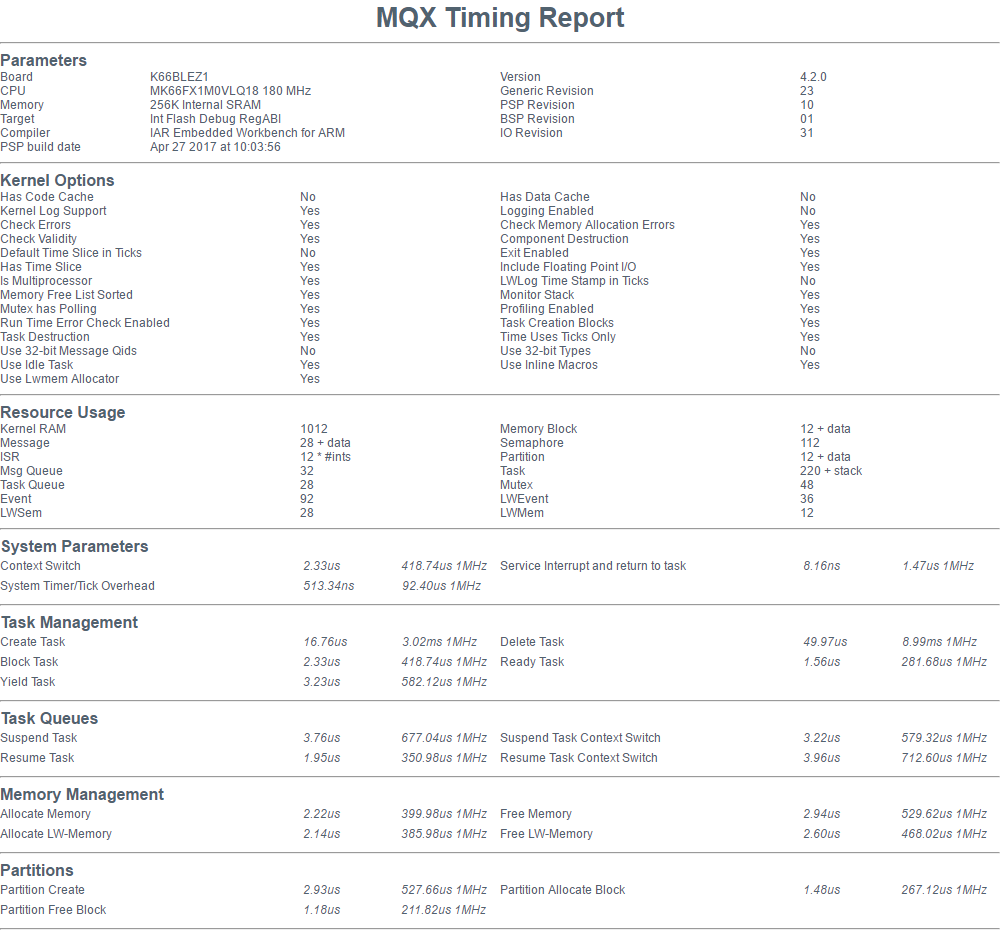 MQX Timing Report
Parameters
Board K66BLEZ1 Version 4.2.0
CPU MK66FX1M0VLQ18 180 MHz Generic Revision 23
Memory 256K Internal SRAM PSP Revision 10
Target Int Flash Debug RegABI BSP Revision 01
Compiler IAR Embedded Workbench for ARM IO Revision 31
PSP build date Apr 27 2017 at 10:03:56
Kernel Options
Has Code Cache No Has Data Cache No
Kernel Log Support Yes Logging Enabled No
Check Errors Yes Check Memory Allocation Errors Yes
Check Validity Yes Component Destruction Yes
Default Time Slice in Ticks No Exit Enabled Yes
Has Time Slice Yes Include Floating Point I/O Yes
Is Multiprocessor Yes LWLog Time Stamp in Ticks No
Memory Free List Sorted Yes Monitor Stack Yes
Mutex has Polling Yes Profiling Enabled Yes
Run Time Error Check Enabled Yes Task Creation Blocks Yes
Task Destruction Yes Time Uses Ticks Only Yes
Use 32-bit Message Qids No Use 32-bit Types No
Use Idle Task Yes Use Inline Macros Yes
Use Lwmem Allocator Yes
Resource Usage
Kernel RAM 1012 Memory Block 12 + data
Message 28 + data Semaphore 112
ISR 12 * #ints Partition 12 + data
Msg Queue 32 Task 220 + stack
Task Queue 28 Mutex 48
Event 92 LWEvent 36
LWSem 28 LWMem 12
System Parameters
Context Switch 2.33us 418.74us 1MHz Service Interrupt and return to task 8.16ns 1.47us 1MHz
System Timer/Tick Overhead 513.34ns 92.40us 1MHz
Task Management
Create Task 16.76us 3.02ms 1MHz Delete Task 49.97us 8.99ms 1MHz
Block Task 2.33us 418.74us 1MHz Ready Task 1.56us 281.68us 1MHz
Yield Task 3.23us 582.12us 1MHz
Task Queues
Suspend Task 3.76us 677.04us 1MHz Suspend Task Context Switch 3.22us 579.32us 1MHz
Resume Task 1.95us 350.98us 1MHz Resume Task Context Switch 3.96us 712.60us 1MHz
Memory Management
Allocate Memory 2.22us 399.98us 1MHz Free Memory 2.94us 529.62us 1MHz
Allocate LW-Memory 2.14us 385.98us 1MHz Free LW-Memory 2.60us 468.02us 1MHz
Partitions
Partition Create 2.93us 527.66us 1MHz Partition Allocate Block 1.48us 267.12us 1MHz
Partition Free Block 1.18us 211.82us 1MHz